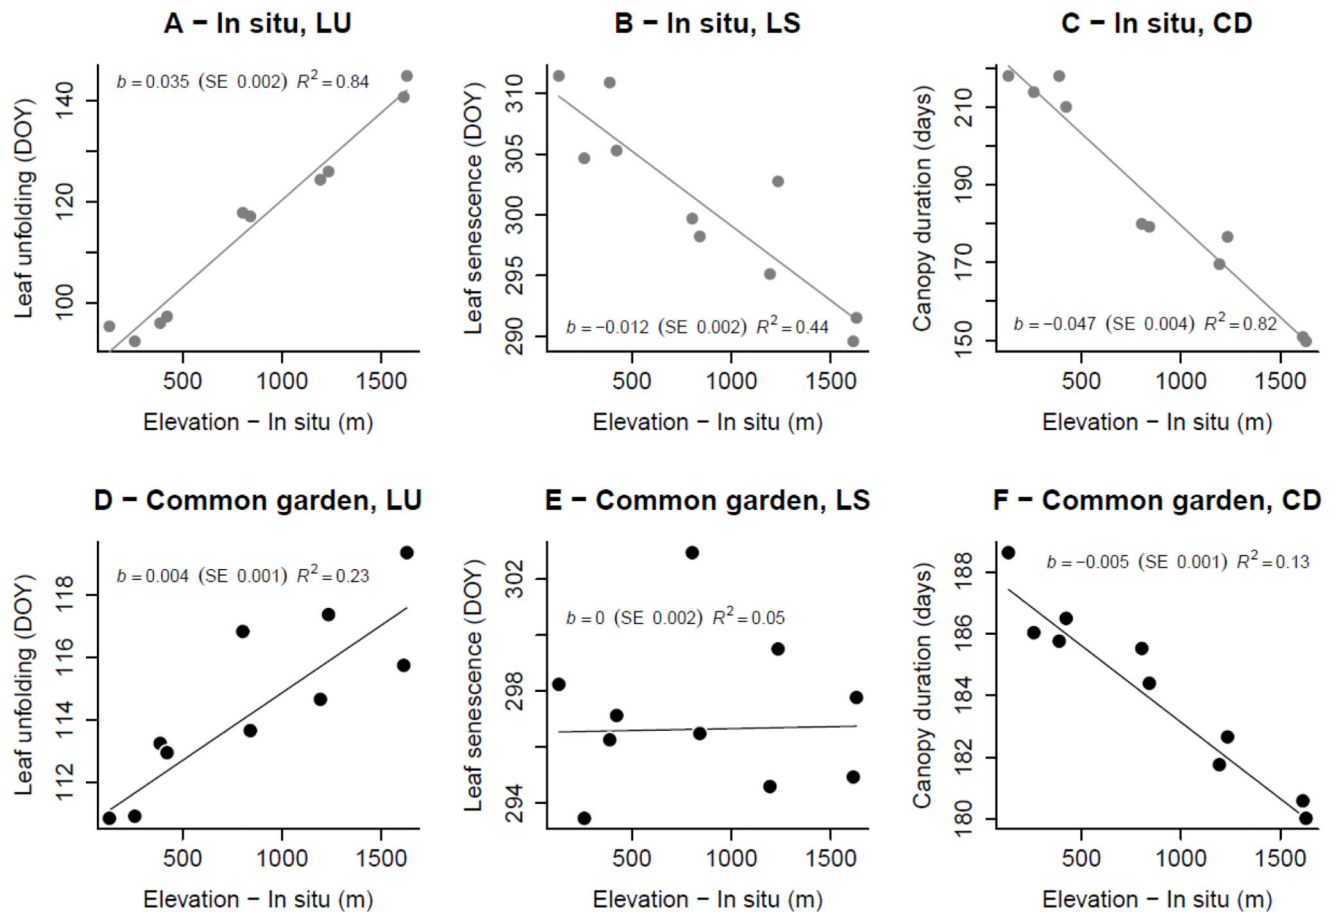 A − In situ, LU
b = 0.035 (SE 0.002) R² = 0.84
Leaf unfolding (DOY)
140
120
100
500 1000 1500
Elevation − In situ (m)
B − In situ, LS
b = −0.012 (SE 0.002) R² = 0.44
Leaf senescence (DOY)
310
305
300
295
290
500 1000 1500
Elevation − In situ (m)
C − In situ, CD
b = −0.047 (SE 0.004) R² = 0.82
Canopy duration (days)
210
190
170
150
500 1000 1500
Elevation − In situ (m)
D − Common garden, LU
b = 0.004 (SE 0.001) R² = 0.23
Leaf unfolding (DOY)
118
116
114
112
500 1000 1500
Elevation − In situ (m)
E − Common garden, LS
b = 0 (SE 0.002) R² = 0.05
Leaf senescence (DOY)
302
298
294
500 1000 1500
Elevation − In situ (m)
F − Common garden, CD
b = −0.005 (SE 0.001) R² = 0.13
Canopy duration (days)
188
186
184
182
180
500 1000 1500
Elevation − In situ (m)